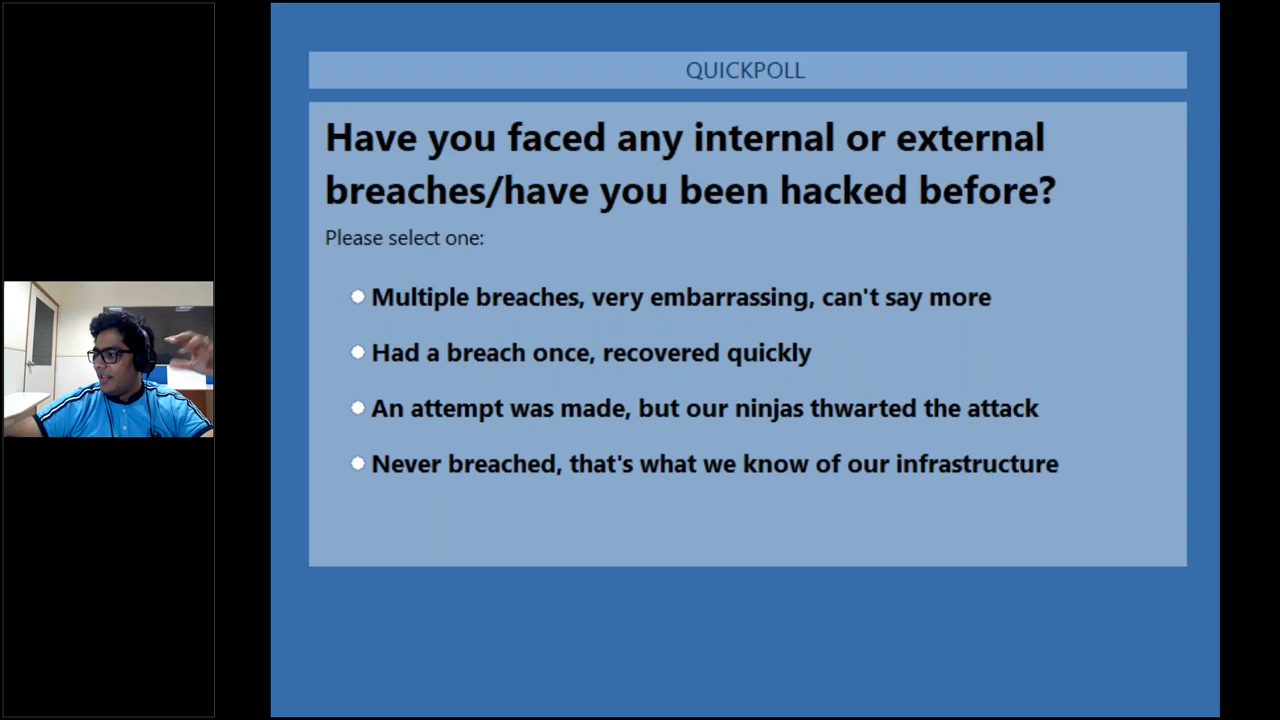 QUICKPOLL
Have you faced any internal or external
breaches/have you been hacked before?
Please select one:
Multiple breaches, very embarrassing, can't say more
Had a breach once, recovered quickly
An attempt was made, but our ninjas thwarted the attack
Never breached, that's what we know of our infrastructure